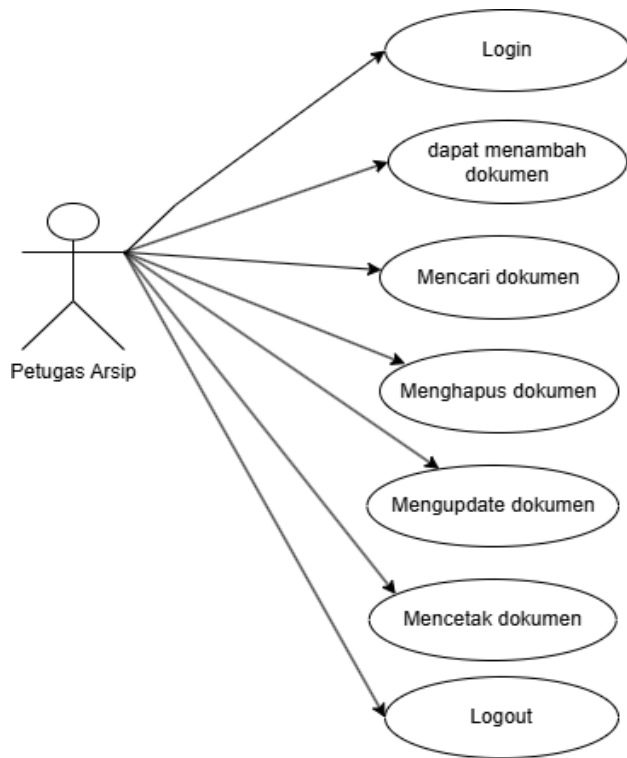 Login
dapat menambah
dokumen
Mencari dokumen
Petugas Arsip
Menghapus dokumen
Mengupdate dokumen
Mencetak dokumen
Logout